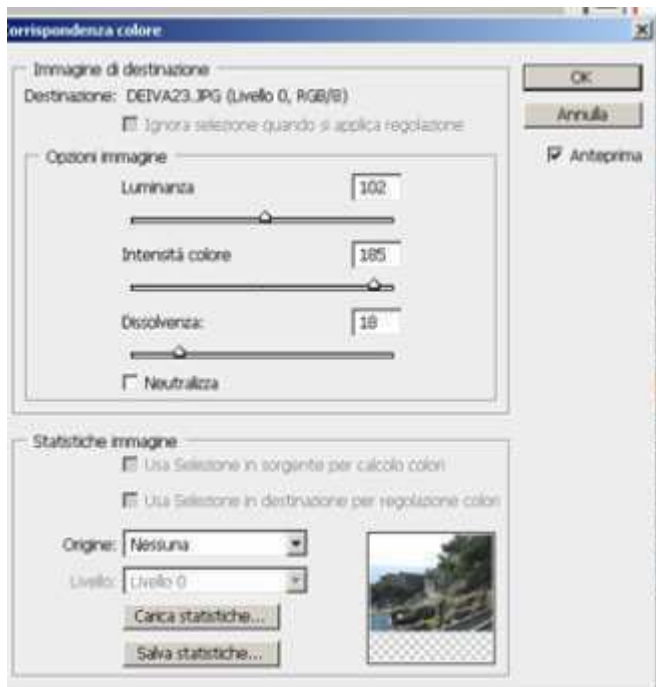 orrispondenza colore
Immagine di destinazione
Destinazione: DEIVA23.JPG (Livello 0, RGB/8)
Ignora selezione quando si applica regolazione
Opzioni immagine
Luminanza 102
Intensità colore 185
Dissolvenza: 18
Neutralizza
OK
Annulla
Anteprima
Statistiche immagine
Usa Selezione in sorgente per calcolo colori
Usa Selezione in destinazione per regolazione colori
Origine: Nessuna
Livello: Livello 0
Carica statistiche...
Salva statistiche...